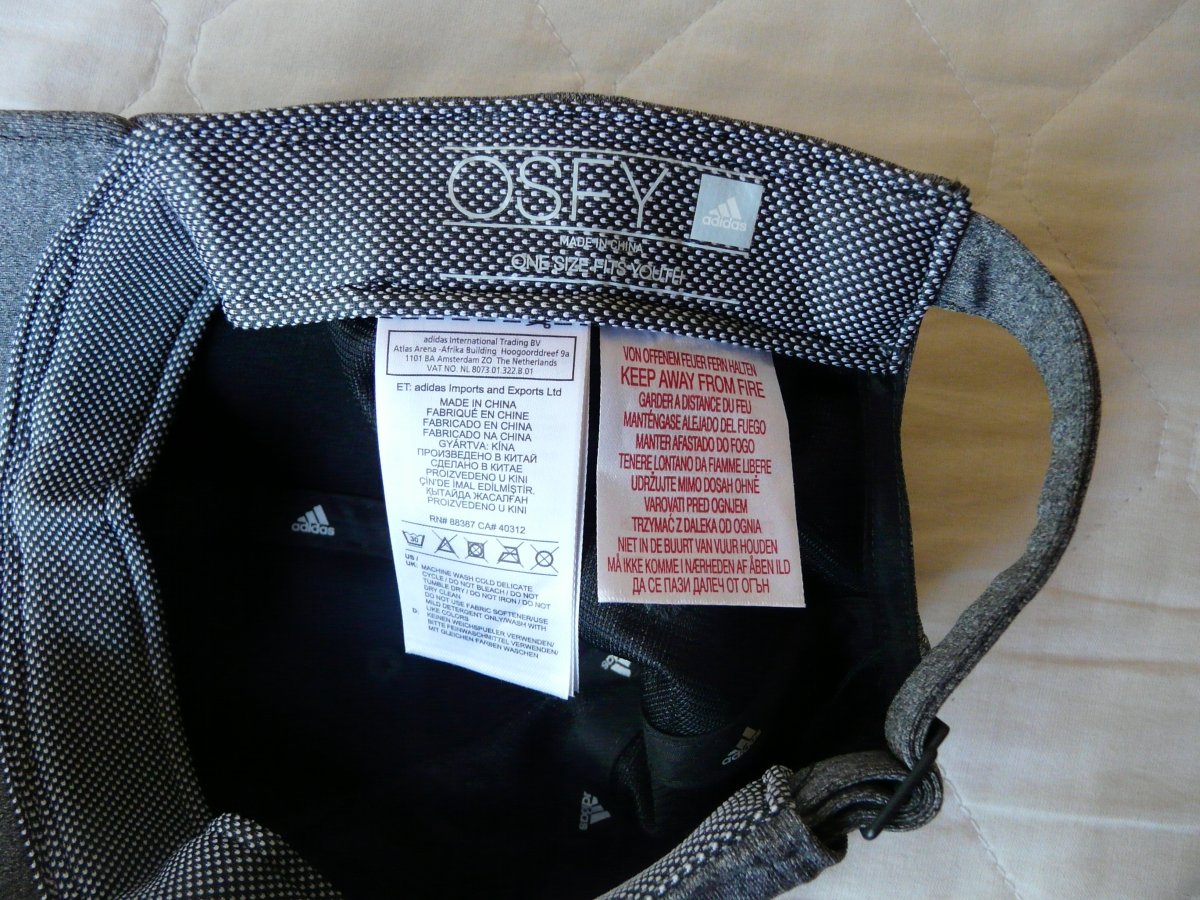 OSFY
adidas
MADE IN CHINA
ONE SIZE FITS YOUTH
adidas International Trading BV
Atlas Arena -Afrika Building Hoogoorddreef 9a
1101 BA Amsterdam ZO The Netherlands
VAT NO. NL 8073.01.322.B.01
ET: adidas Imports and Exports Ltd
MADE IN CHINA
FABRIQUÉ EN CHINE
FABRICADO EN CHINA
FABRICADO NA CHINA
GYÁRTVA: KÍNA
ПРОИЗВЕДЕНО В КИТАЙ
СДЕЛАНО В КИТАЕ
PROIZVEDENO U KINI
ÇİN'DE İMAL EDİLMİŞTİR.
ҚЫТАЙДА ЖАСАЛҒАН
PROIZVEDENO U KINI
RN# 88387 CA# 40312
30
US /
UK:
MACHINE WASH COLD DELICATE
CYCLE / DO NOT BLEACH / DO NOT
TUMBLE DRY / DO NOT IRON / DO NOT
DRY CLEAN
DO NOT USE FABRIC SOFTENER/USE
MILD DETERGENT ONLY/WASH WITH
LIKE COLORS
D:
KEINEN WEICHSPUELER VERWENDEN/
BITTE FEINWASCHMITTEL VERWENDEN/
MIT GLEICHEN FARBEN WASCHEN
VON OFFENEM FEUER FERN HALTEN
KEEP AWAY FROM FIRE
GARDER A DISTANCE DU FEU
MANTÉNGASE ALEJADO DEL FUEGO
MANTER AFASTADO DO FOGO
TENERE LONTANO DA FIAMME LIBERE
UDRŽUJTE MIMO DOSAH OHNĚ
VAROVATI PRED OGNJEM
TRZYMAĆ Z DALEKA OD OGNIA
NIET IN DE BUURT VAN VUUR HOUDEN
MÅ IKKE KOMME I NÆRHEDEN AF ÅBEN ILD
ДА СЕ ПАЗИ ДАЛЕЧ ОТ ОГЪН
adidas
adidas